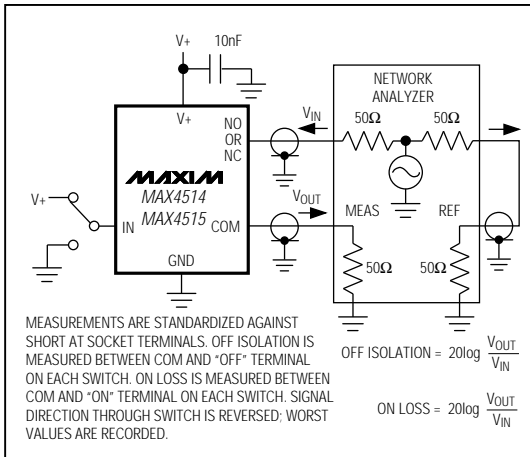 V+
10nF
V+
NO
OR
NC
MAXIM
MAX4514
MAX4515
COM
IN
GND
V+
VIN
VOUT
NETWORK
ANALYZER
50Ω
50Ω
MEAS
REF
50Ω
50Ω
MEASUREMENTS ARE STANDARDIZED AGAINST
SHORT AT SOCKET TERMINALS. OFF ISOLATION IS
MEASURED BETWEEN COM AND "OFF" TERMINAL
ON EACH SWITCH. ON LOSS IS MEASURED BETWEEN
COM AND "ON" TERMINAL ON EACH SWITCH. SIGNAL
DIRECTION THROUGH SWITCH IS REVERSED; WORST
VALUES ARE RECORDED.
OFF ISOLATION = 20log VOUT
VIN
ON LOSS = 20log VOUT
VIN